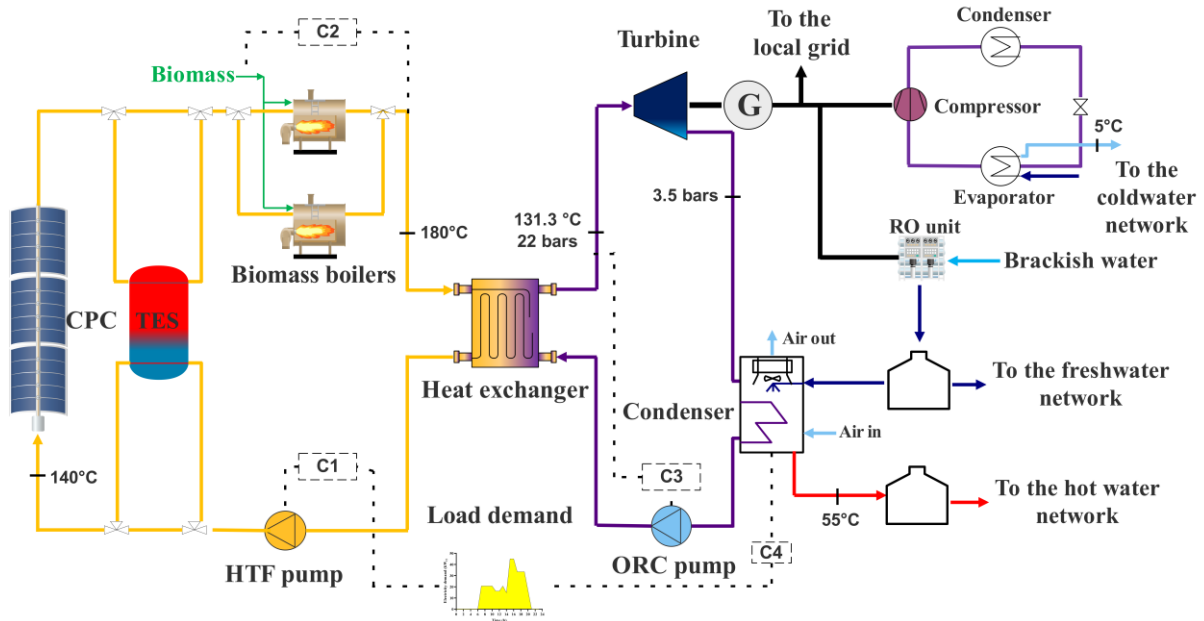 C2
To the
local grid
Condenser
Turbine
Biomass
G
Compressor
5°C
To the
coldwater
network
Evaporator
3.5 bars
131.3 °C
22 bars
180°C
Biomass boilers
RO unit
Brackish water
CPC
TES
Heat exchanger
Air out
To the freshwater
network
Condenser
Air in
140°C
C1
C3
To the hot water
network
55°C
Load demand
C4
HTF pump
ORC pump